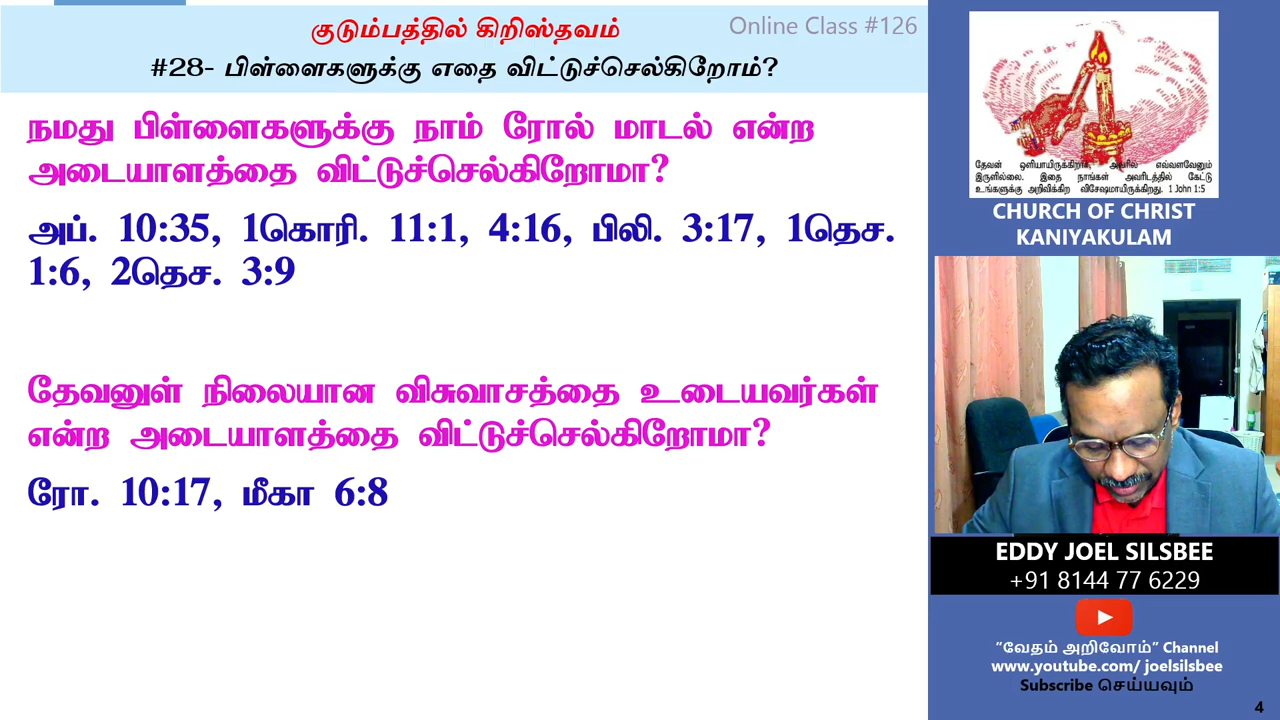 குடும்பத்தில் கிறிஸ்தவம்
Online Class #126
#28- பிள்ளைகளுக்கு எதை விட்டுச்செல்கிறோம்?
நமது பிள்ளைகளுக்கு நாம் ரோல் மாடல் என்ற
அடையாளத்தை விட்டுச்செல்கிறோமா?
அப். 10:35, 1கொரி. 11:1, 4:16, பிலி. 3:17, 1தெச.
1:6, 2தெச. 3:9
தேவனுள் நிலையான விசுவாசத்தை உடையவர்கள்
என்ற அடையாளத்தை விட்டுச்செல்கிறோமா?
ரோ. 10:17, மீகா 6:8
தேவன் ஒளியாயிருக்கிறார், அவரில் எவ்வளவேனும்
இருளில்லை. இதை நாங்கள் அவரிடத்தில் கேட்டு
உங்களுக்கு அறிவிக்கிற விசேஷமாயிருக்கிறது. 1 John 1:5
CHURCH OF CHRIST
KANIYAKULAM
EDDY JOEL SILSBEE
+91 8144 77 6229
”வேதம் அறிவோம்” Channel
www.youtube.com/ joelsilsbee
Subscribe செய்யவும்
4